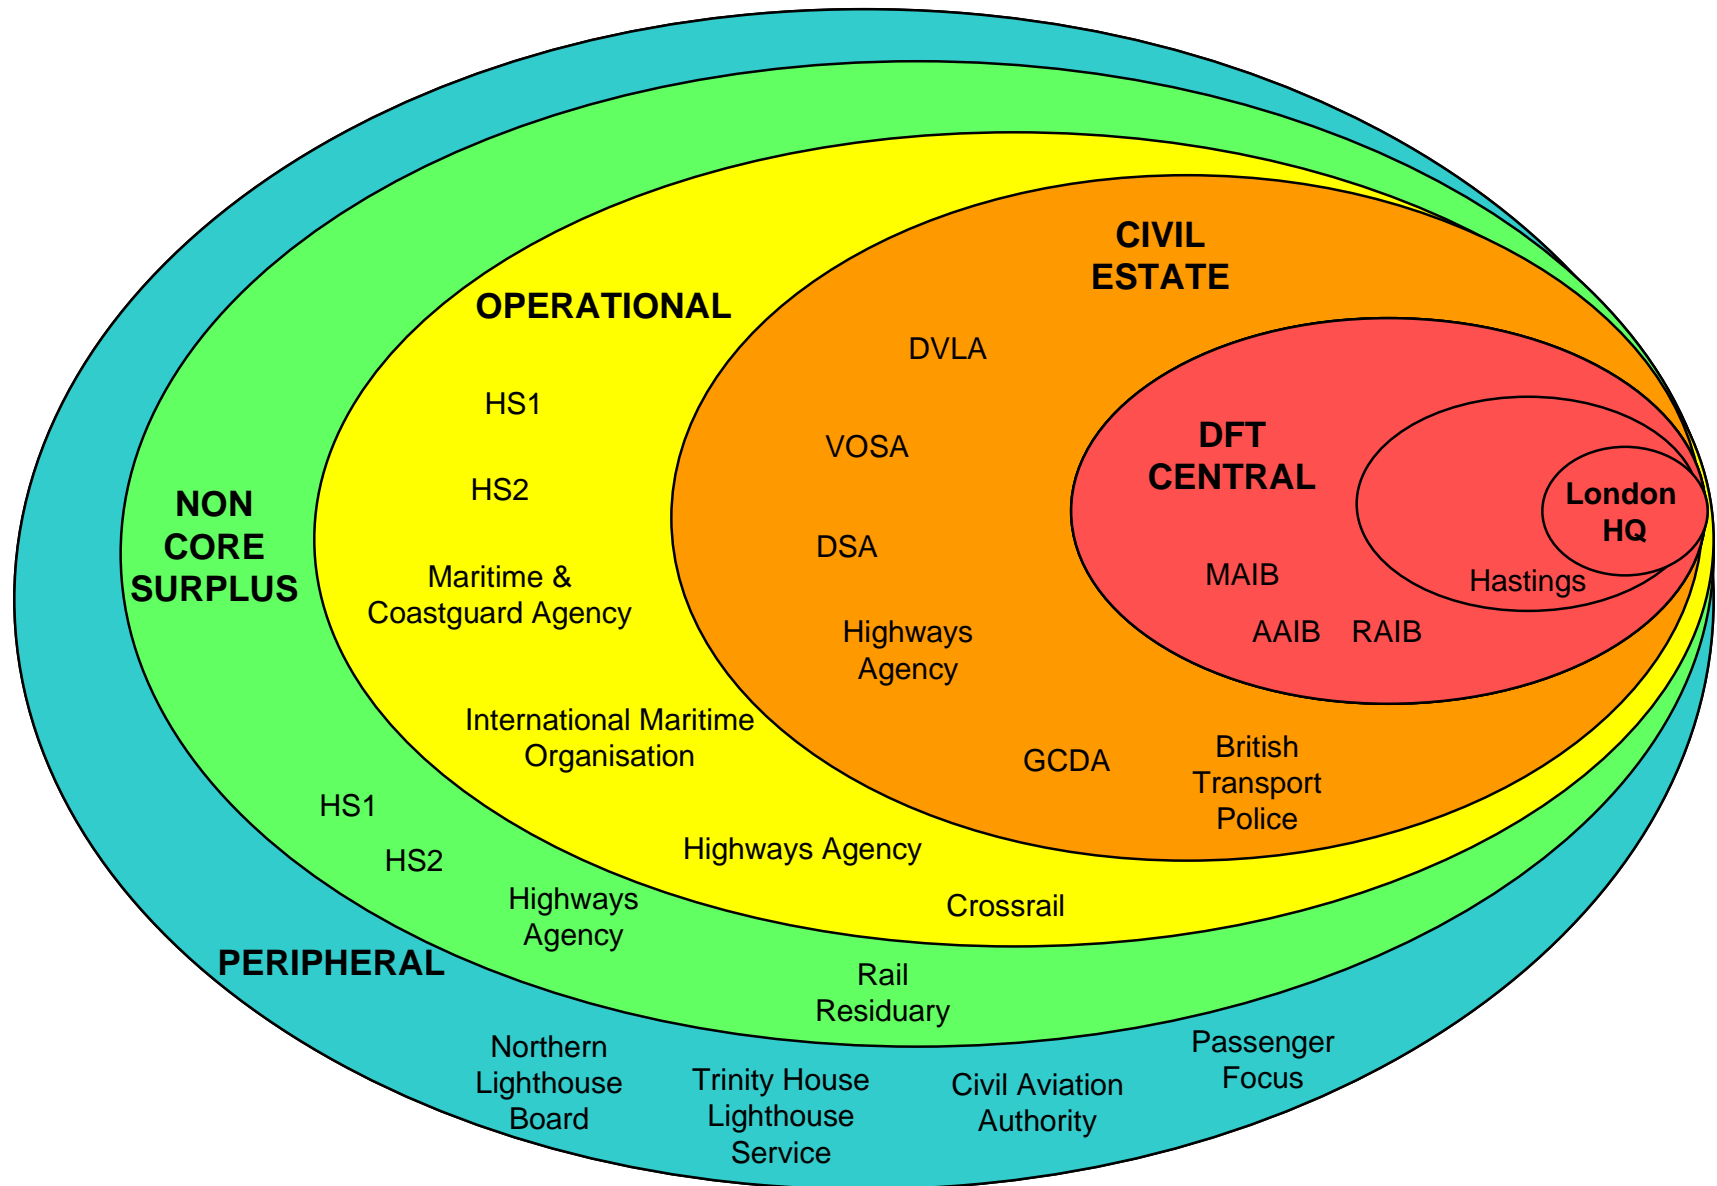 CIVIL
ESTATE
OPERATIONAL
DVLA
HS1
VOSA
DFT
CENTRAL
HS2
NON
CORE
SURPLUS
London
HQ
DSA
Maritime &
Coastguard Agency
MAIB
Hastings
AAIB RAIB
Highways
Agency
International Maritime
Organisation
GCDA
British
Transport
Police
HS1
HS2
Highways Agency
Highways
Agency
Crossrail
PERIPHERAL
Rail
Residuary
Northern
Lighthouse
Board
Trinity House
Lighthouse
Service
Civil Aviation
Authority
Passenger
Focus